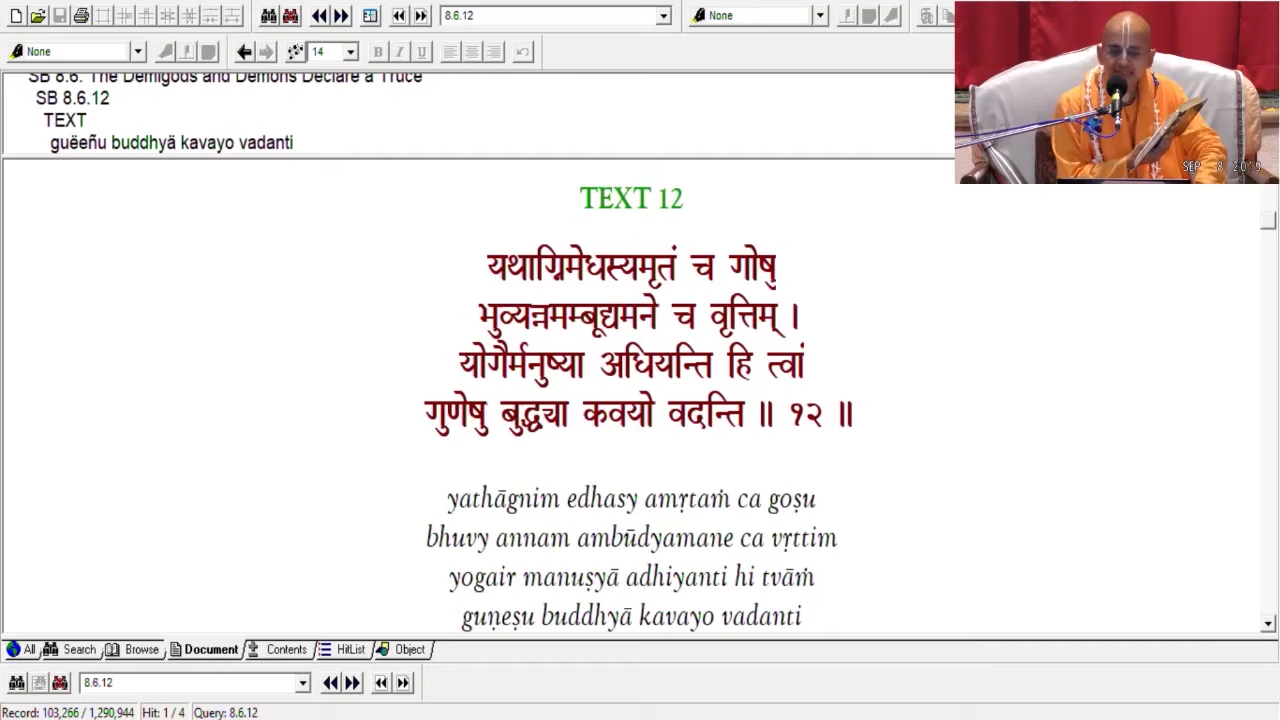 8.6.12
None
None
14
B I U
SB 8.6. The Demigods and Demons Declare a Truce
SB 8.6.12
TEXT
guëeñu buddhyä kavayo vadanti
SEP 8 2019
TEXT 12
यथाग्निमेधस्यमृतं च गोषु
भुव्यन्नमम्बूद्यमने च वृत्तिम् ।
योगैर्मनुष्या अधियन्ति हि त्वां
गुणेषु बुद्ध्या कवयो वदन्ति ॥ १२ ॥
yathāgnim edhasy amṛtaṁ ca goṣu
bhuvy annam ambūdyamane ca vṛttim
yogair manuṣyā adhiyanti hi tvāṁ
guṇeṣu buddhyā kavayo vadanti
All Search Browse Document Contents HitList Object
8.6.12
Record: 103,266 / 1,290,944 Hit: 1 / 4 Query: 8.6.12